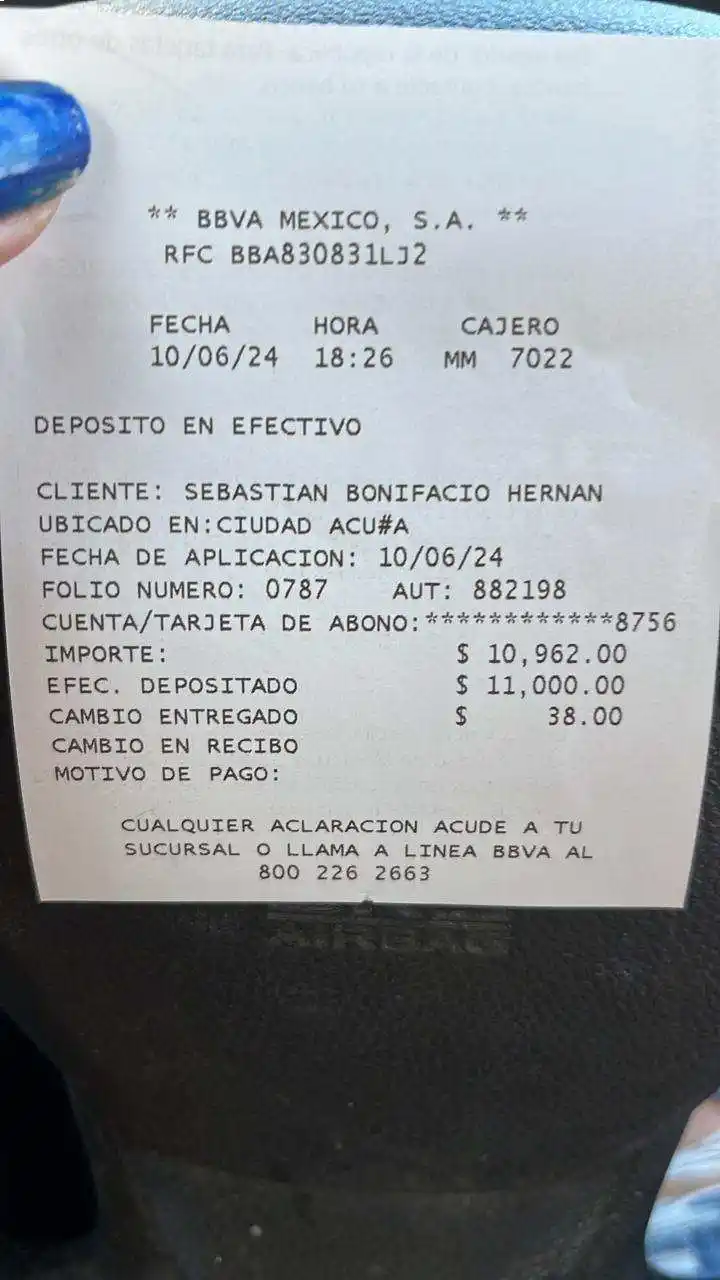 ** BBVA MEXICO, S.A. **
RFC BBA830831LJ2
FECHA HORA CAJERO
10/06/24 18:26 MM 7022
DEPOSITO EN EFECTIVO
CLIENTE: SEBASTIAN BONIFACIO HERNAN
UBICADO EN:CIUDAD ACU#A
FECHA DE APLICACION: 10/06/24
FOLIO NUMERO: 0787 AUT: 882198
CUENTA/TARJETA DE ABONO:************8756
IMPORTE: $ 10,962.00
EFEC. DEPOSITADO $ 11,000.00
CAMBIO ENTREGADO $ 38.00
CAMBIO EN RECIBO
MOTIVO DE PAGO:
CUALQUIER ACLARACION ACUDE A TU
SUCURSAL O LLAMA A LINEA BBVA AL
800 226 2663
AIRBAG